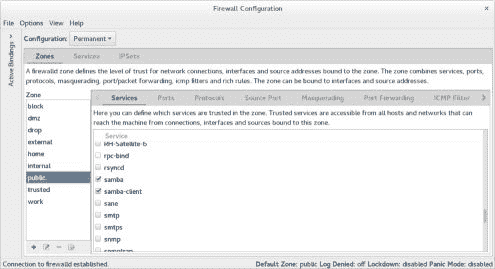 Firewall Configuration
File Options View Help
Active Bindings
Configuration: Permanent
Zones Services IPSets
A firewalld zone defines the level of trust for network connections, interfaces and source addresses bound to the zone. The zone combines services, ports,
protocols, masquerading, port/packet forwarding, icmp filters and rich rules. The zone can be bound to interfaces and source addresses.
Zone
block
dmz
drop
external
home
internal
public
trusted
work
Services Ports Protocols Source Port Masquerading Port Forwarding ICMP Filter
Here you can define which services are trusted in the zone. Trusted services are accessible from all hosts and networks that can
reach the machine from connections, interfaces and sources bound to this zone.
Service
RH-Satellite-6
rpc-bind
rsyncd
samba
samba-client
sane
smtp
smtps
snmp
snmptrap
Connection to firewalld established.
Default Zone: public Log Denied: off Lockdown: disabled Panic Mode: disabled